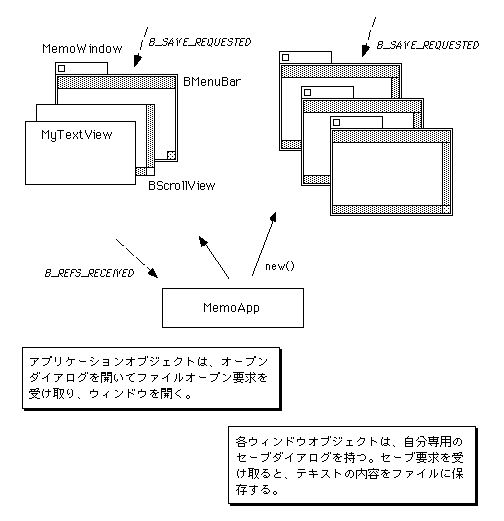 B_SAVE_REQUESTED
B_SAVE_REQUESTED
MemoWindow
BMenuBar
MyTextView
BScrollView
B_REFS_RECEIVED
new()
MemoApp
アプリケーションオブジェクトは、オープン
ダイアログを開いてファイルオープン要求を
受け取り、ウィンドウを開く。
各ウィンドウオブジェクトは、自分専用の
セーブダイアログを持つ。セーブ要求を受
け取ると、テキストの内容をファイルに保
存する。